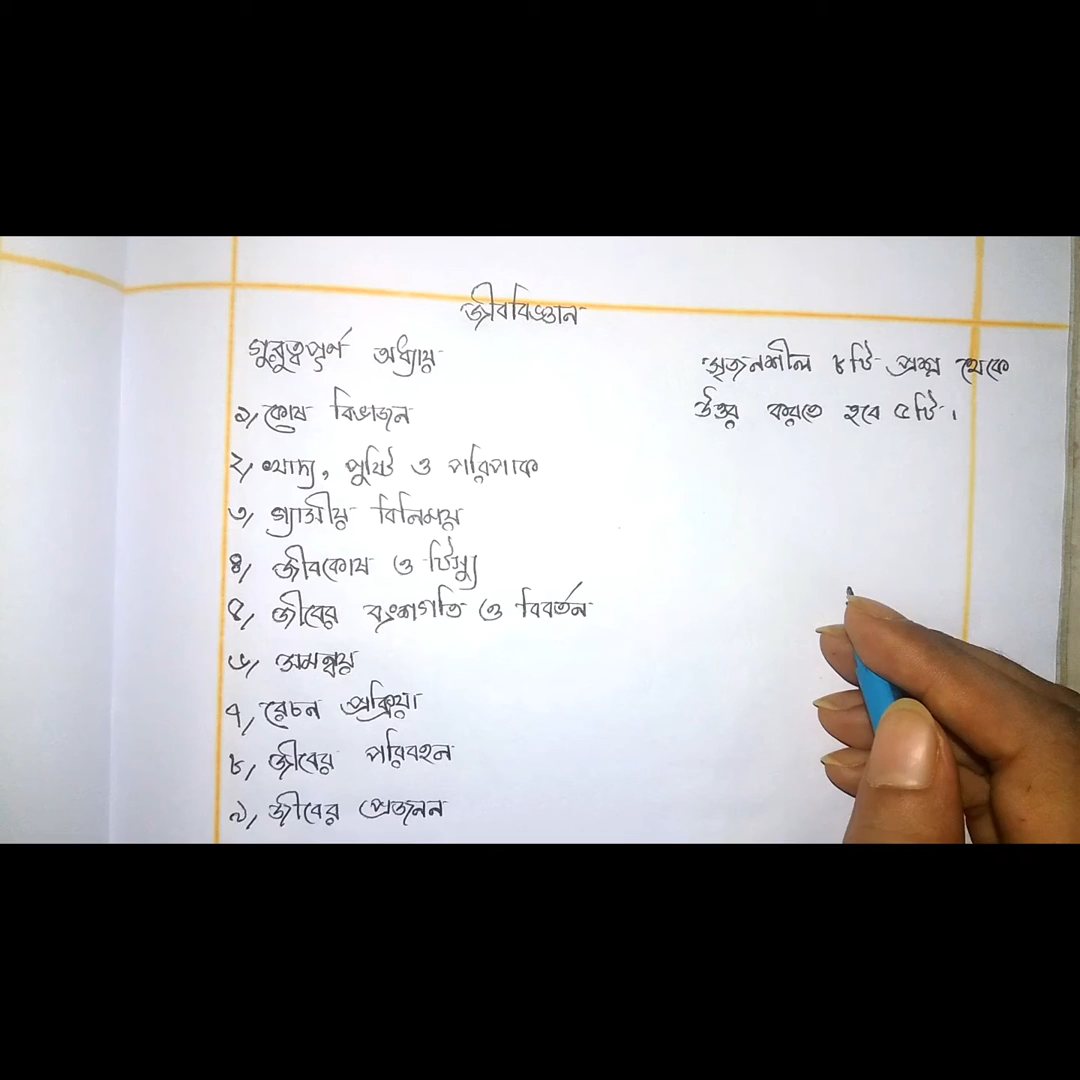 জীববিজ্ঞান
গুরুত্বপূর্ণ অধ্যায়
১, কোষ বিভাজন
২, খাদ্য, পুষ্টি ও পরিপাক
৩, গ্যাসীয় বিনিময়
৪, জীবকোষ ও টিস্যু
৫, জীবের বংশগতি ও বিবর্তন
৬, সমন্বয়
৭, রেচন প্রক্রিয়া
৮, জীবের পরিবহন
৯, জীবের প্রজনন
সৃজনশীল ৮টি প্রশ্ন থেকে
উত্তর করতে হবে ৫টি।